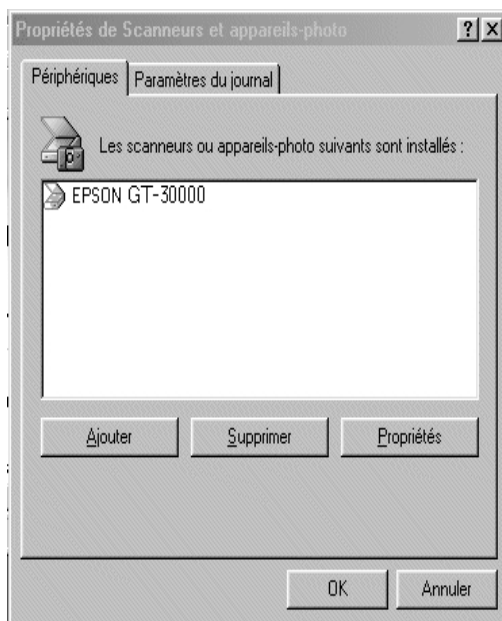 Propriétés de Scanneurs et appareils-photo
Périphériques Paramètres du journal
Les scanneurs ou appareils-photo suivants sont installés :
EPSON GT-30000
Ajouter Supprimer Propriétés
OK Annuler